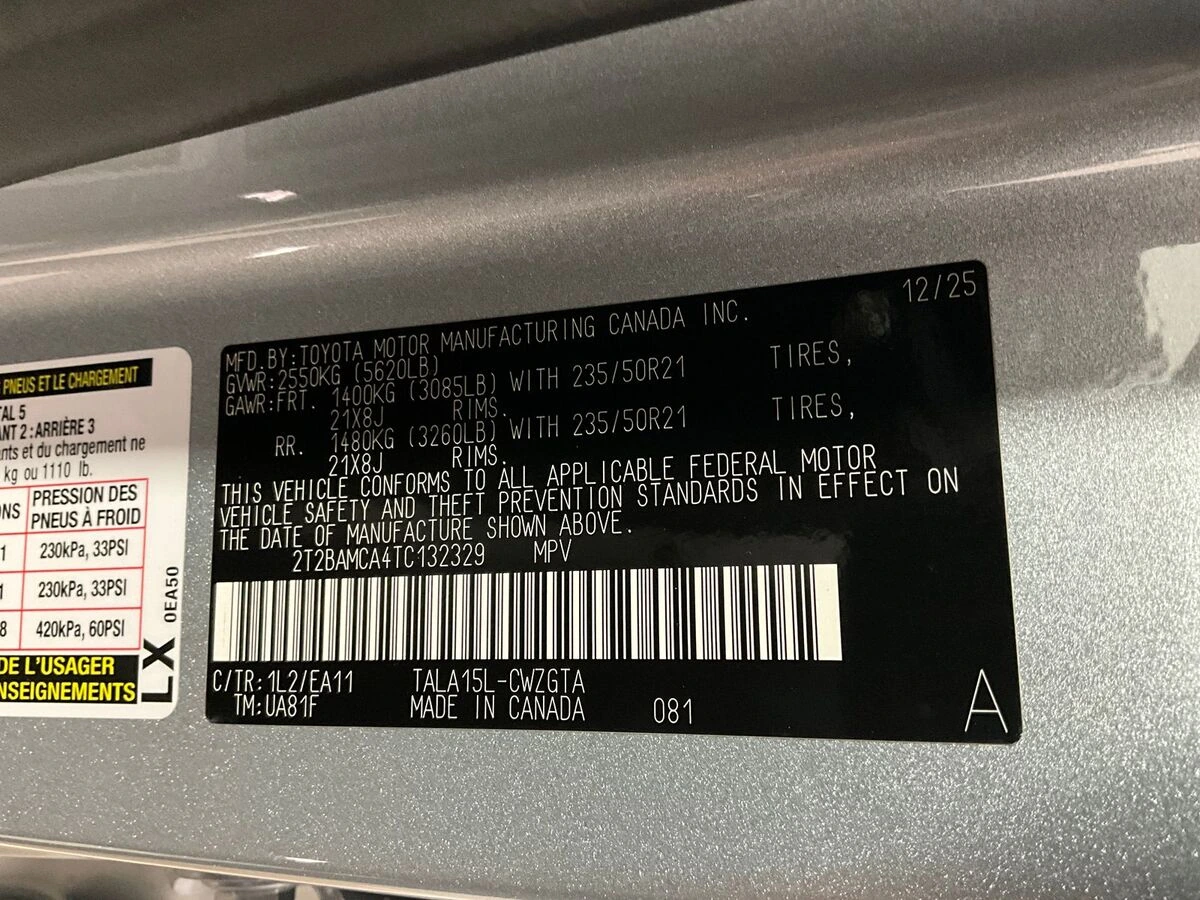 PNEUS ET LE CHARGEMENT
TAL 5
ANT 2 : ARRIÈRE 3
ants et du chargement ne
kg ou 1110 lb.
ONS PRESSION DES
PNEUS À FROID
1 230kPa, 33PSI
1 230kPa, 33PSI
8 420kPa, 60PSI
DE L'USAGER
NSEIGNEMENTS
LX 0EA50
12/25
MFD.BY:TOYOTA MOTOR MANUFACTURING CANADA INC.
GVWR:2550KG (5620LB)
GAWR:FRT. 1400KG (3085LB) WITH 235/50R21 TIRES,
21X8J RIMS.
RR. 1480KG (3260LB) WITH 235/50R21 TIRES,
21X8J RIMS.
THIS VEHICLE CONFORMS TO ALL APPLICABLE FEDERAL MOTOR
VEHICLE SAFETY AND THEFT PREVENTION STANDARDS IN EFFECT ON
THE DATE OF MANUFACTURE SHOWN ABOVE.
2T2BAMCA4TC132329 MPV
C/TR:1L2/EA11 TALA15L-CWZGTA
TM:UA81F MADE IN CANADA 081
A